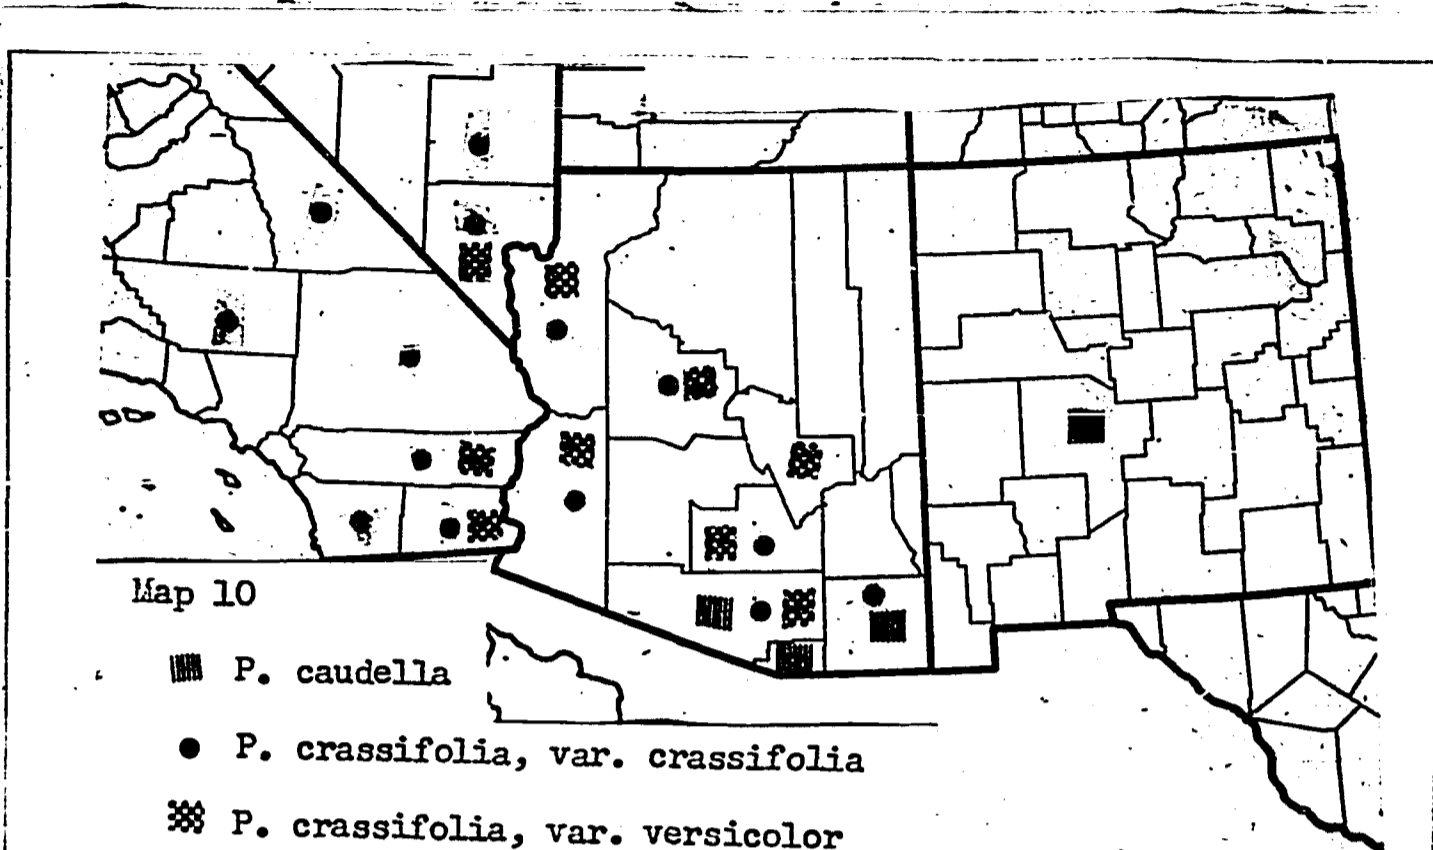 Map 10
P. caudella
P. crassifolia, var. crassifolia
P. crassifolia, var. versicolor